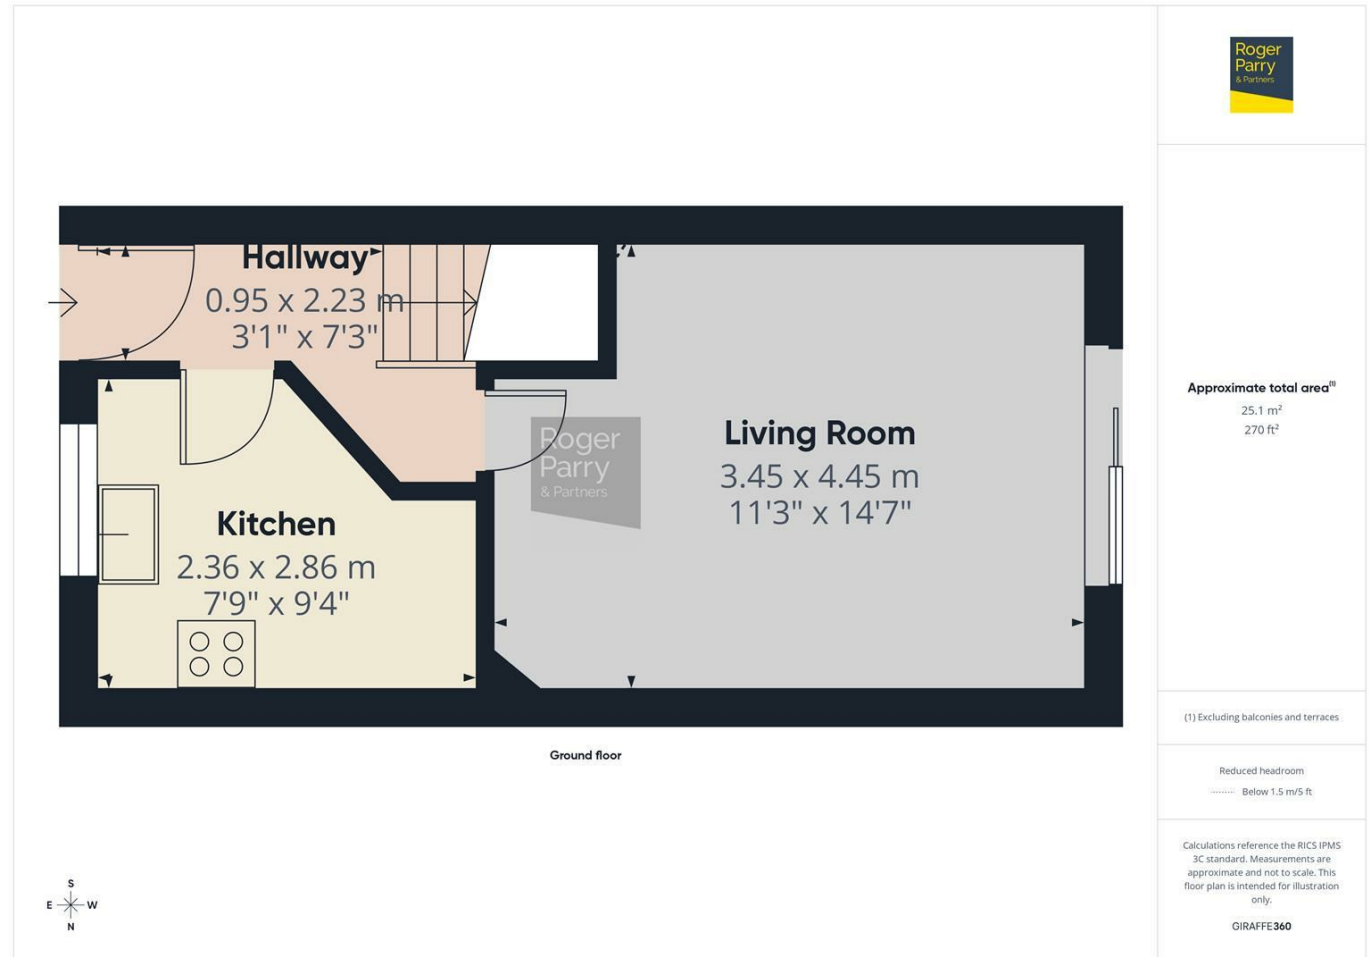 Roger
Parry
& Partners
Hallway
0.95 x 2.23 m
3'1" x 7'3"
Living Room
3.45 x 4.45 m
11'3" x 14'7"
Roger
Parry
& Partners
Kitchen
2.36 x 2.86 m
7'9" x 9'4"
Ground floor
S
E W
N
Approximate total area(1)
25.1 m²
270 ft²
(1) Excluding balconies and terraces
Reduced headroom
Below 1.5 m/5 ft
Calculations reference the RICS IPMS
3C standard. Measurements are
approximate and not to scale. This
floor plan is intended for illustration
only.
GIRAFFE360